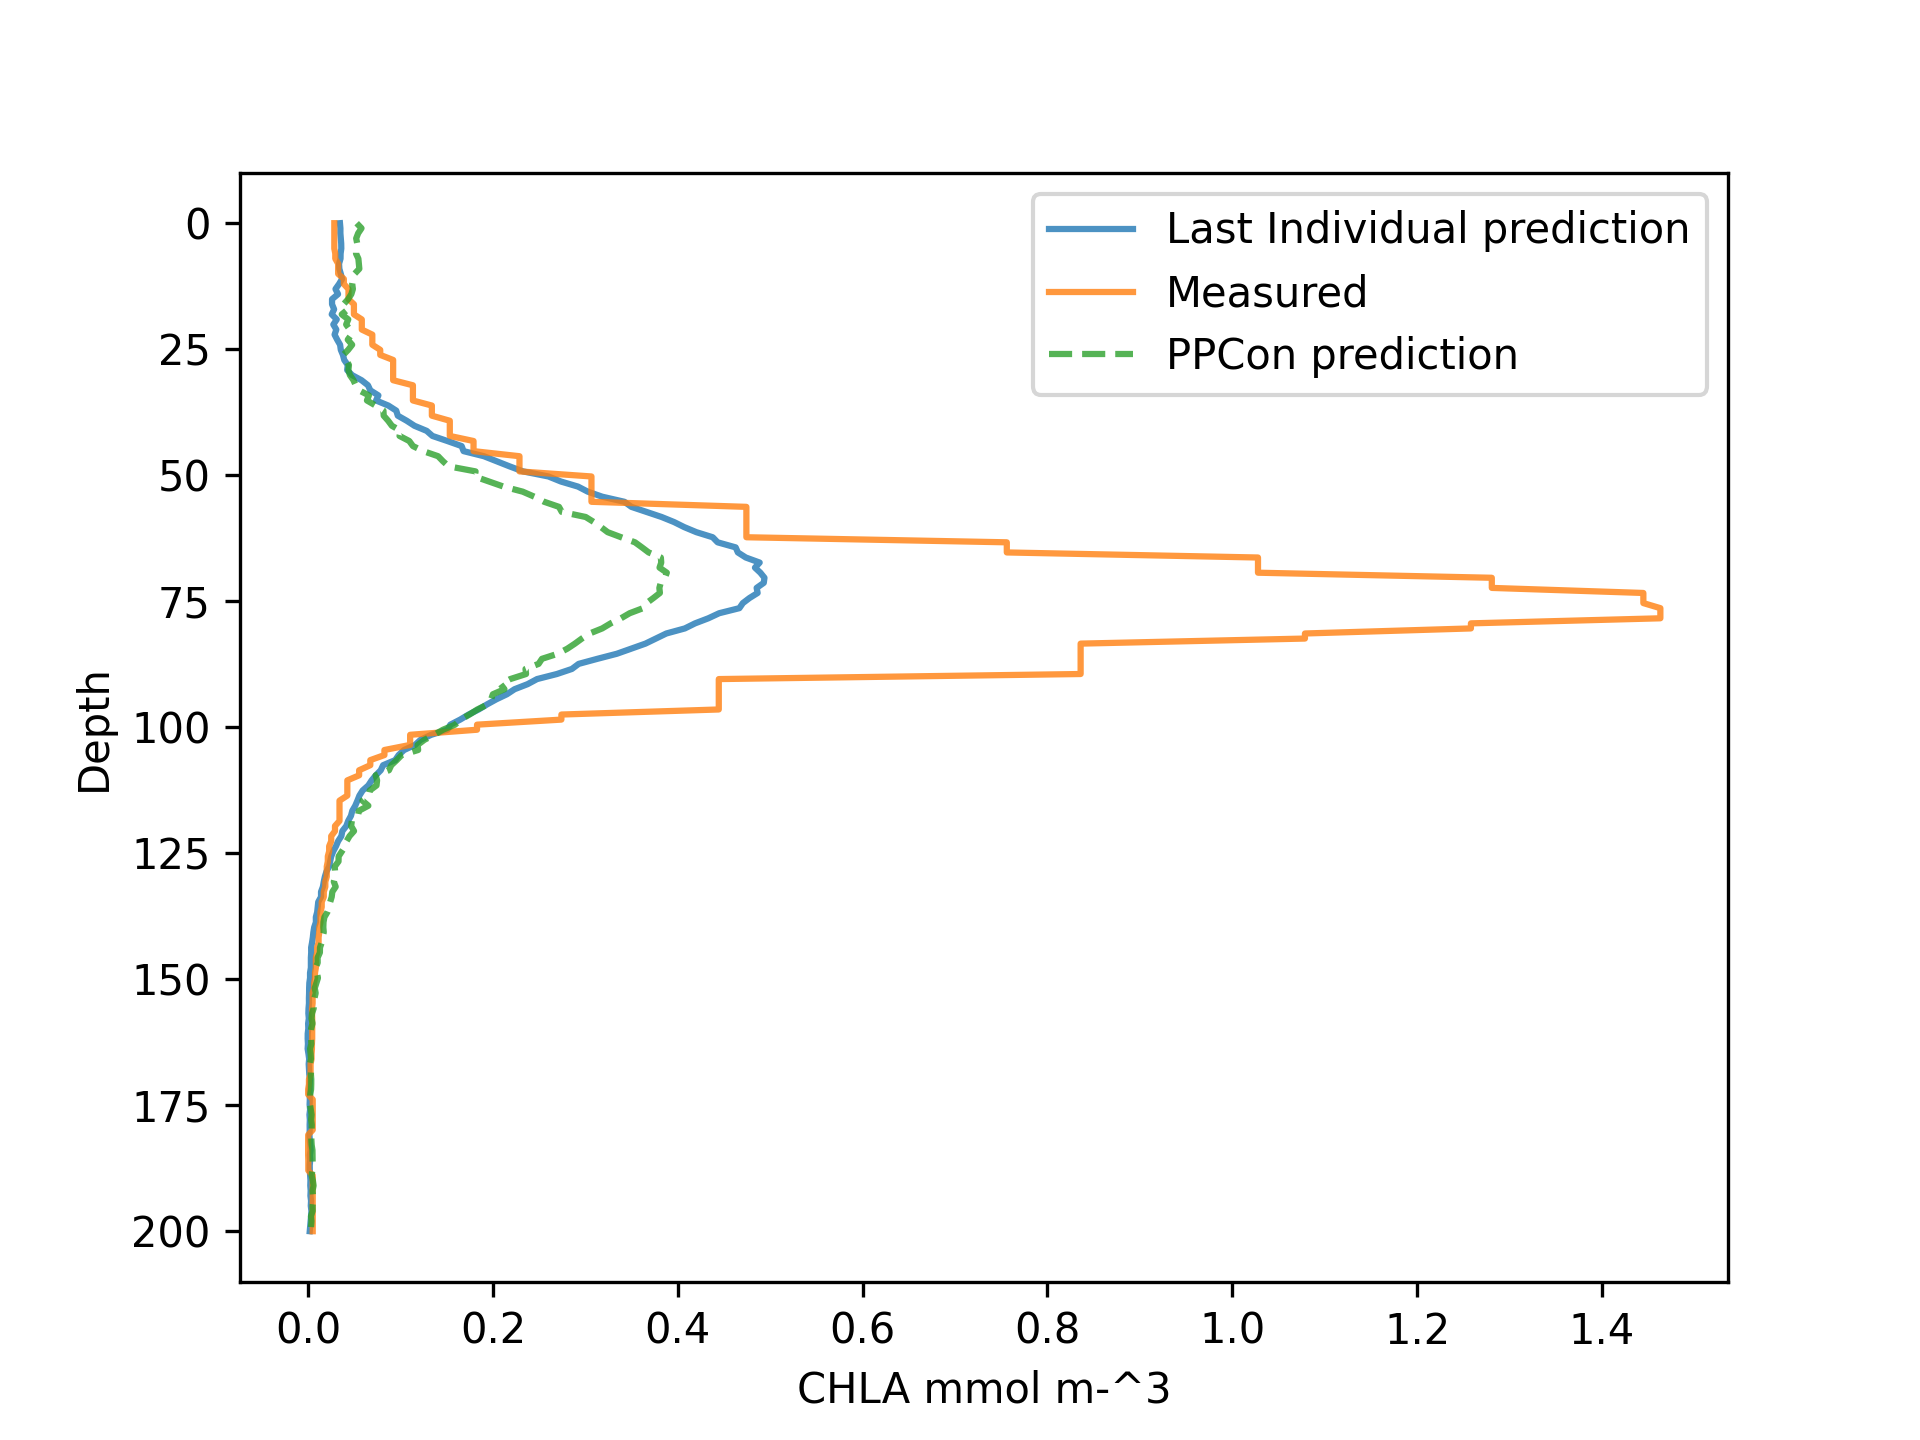 Last Individual prediction
Measured
PPCon prediction
0
25
50
75
100
125
150
175
200
Depth
0.0 0.2 0.4 0.6 0.8 1.0 1.2 1.4
CHLA mmol m-^3